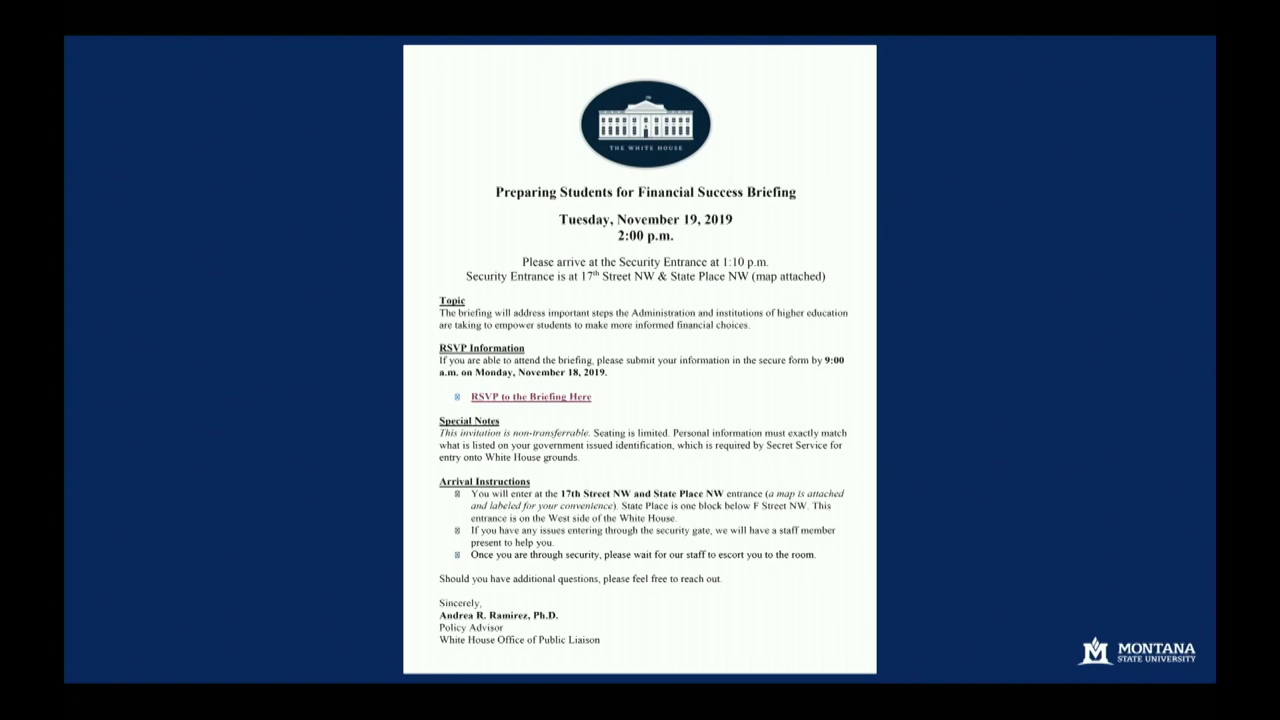 THE WHITE HOUSE
Preparing Students for Financial Success Briefing
Tuesday, November 19, 2019
2:00 p.m.
Please arrive at the Security Entrance at 1:10 p.m.
Security Entrance is at 17th Street NW & State Place NW (map attached)
Topic
The briefing will address important steps the Administration and institutions of higher education
are taking to empower students to make more informed financial choices.
RSVP Information
If you are able to attend the briefing, please submit your information in the secure form by 9:00
a.m. on Monday, November 18, 2019.
RSVP to the Briefing Here
Special Notes
This invitation is non-transferrable. Seating is limited. Personal information must exactly match
what is listed on your government issued identification, which is required by Secret Service for
entry onto White House grounds.
Arrival Instructions
You will enter at the 17th Street NW and State Place NW entrance (a map is attached
and labeled for your convenience). State Place is one block below F Street NW. This
entrance is on the West side of the White House.
If you have any issues entering through the security gate, we will have a staff member
present to help you.
Once you are through security, please wait for our staff to escort you to the room.
Should you have additional questions, please feel free to reach out.
Sincerely,
Andrea R. Ramirez, Ph.D.
Policy Advisor
White House Office of Public Liaison
M MONTANA
STATE UNIVERSITY